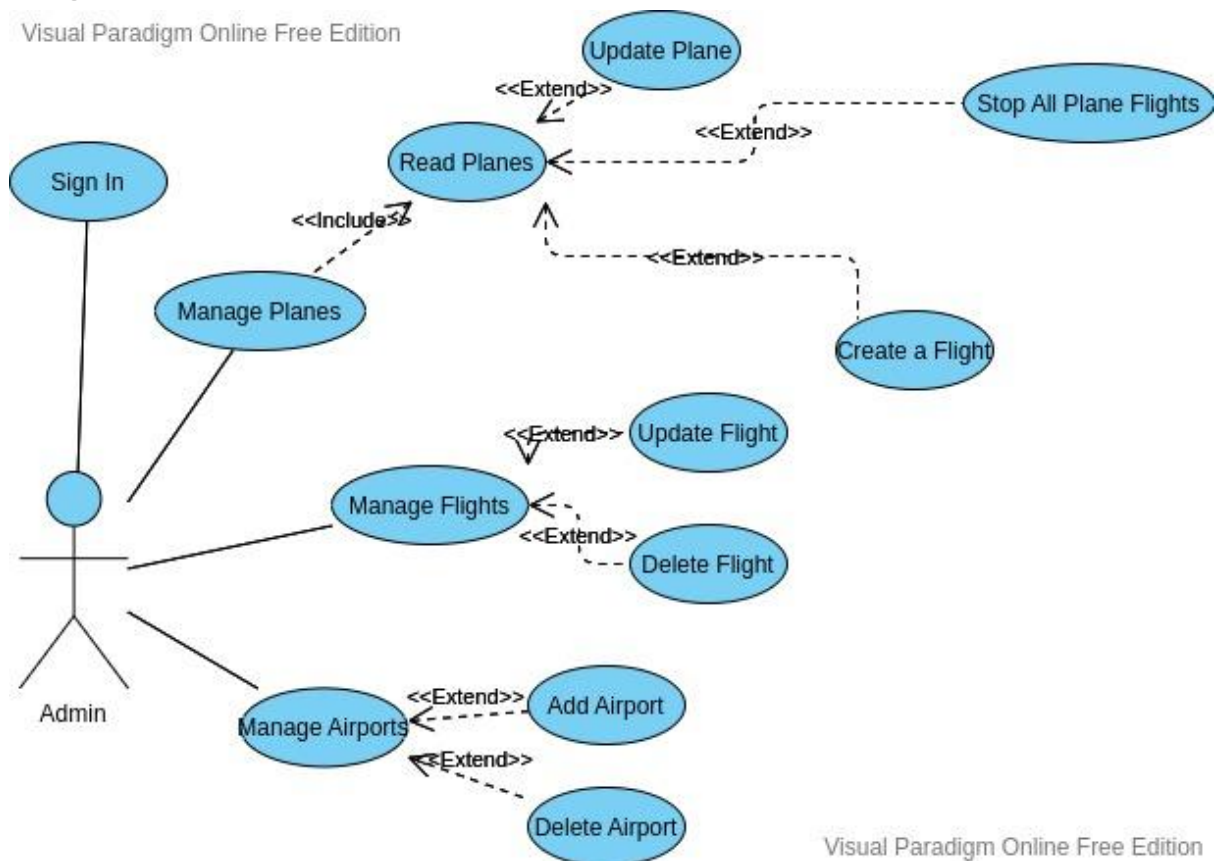 Visual Paradigm Online Free Edition
Update Plane
<<Extend>>
Stop All Plane Flights
<<Extend>>
Read Planes
Sign In
<<Include>>
<<Extend>>
Manage Planes
Create a Flight
<<Extend>>
Update Flight
Manage Flights
<<Extend>>
Delete Flight
<<Extend>>
Add Airport
Admin
Manage Airports
<<Extend>>
Delete Airport
Visual Paradigm Online Free Edition